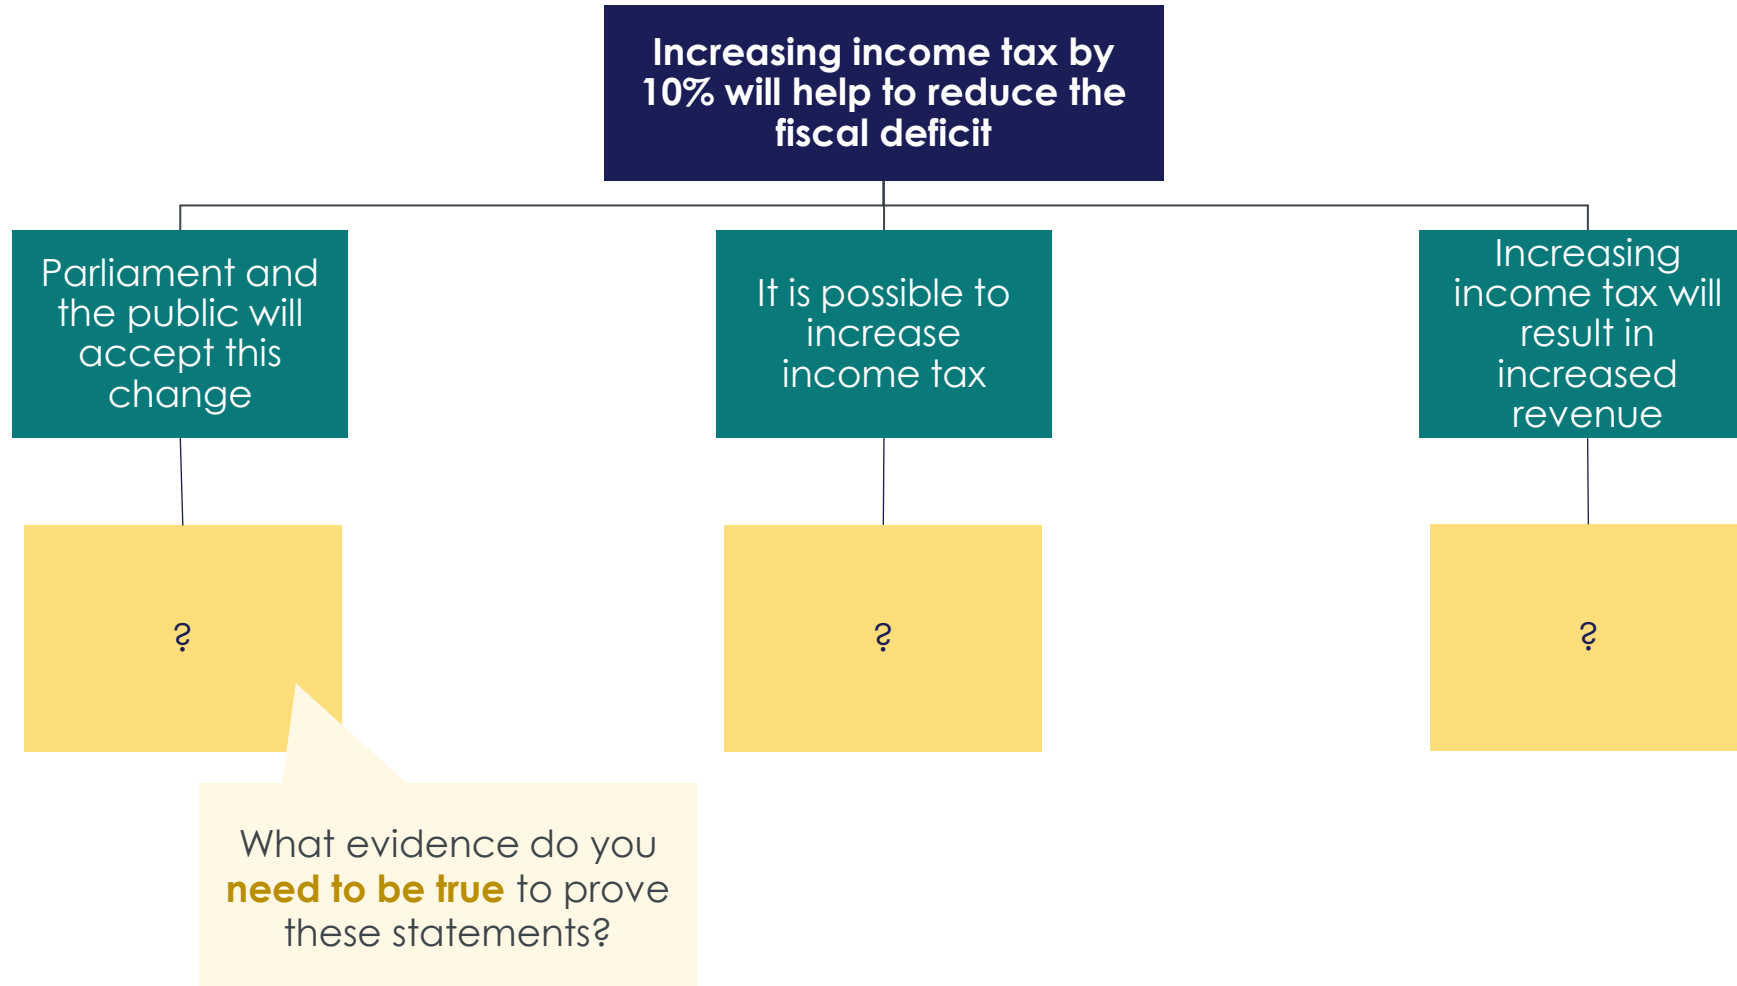 Increasing income tax by
10% will help to reduce the
fiscal deficit
Parliament and
the public will
accept this
change
It is possible to
increase
income tax
Increasing
income tax will
result in
increased
revenue
?
?
?
What evidence do you
need to be true to prove
these statements?